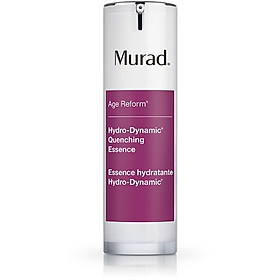 Murad.
Age Reform®
Hydro-Dynamic®
Quenching
Essence
Essence hydratante
Hydro-Dynamic®